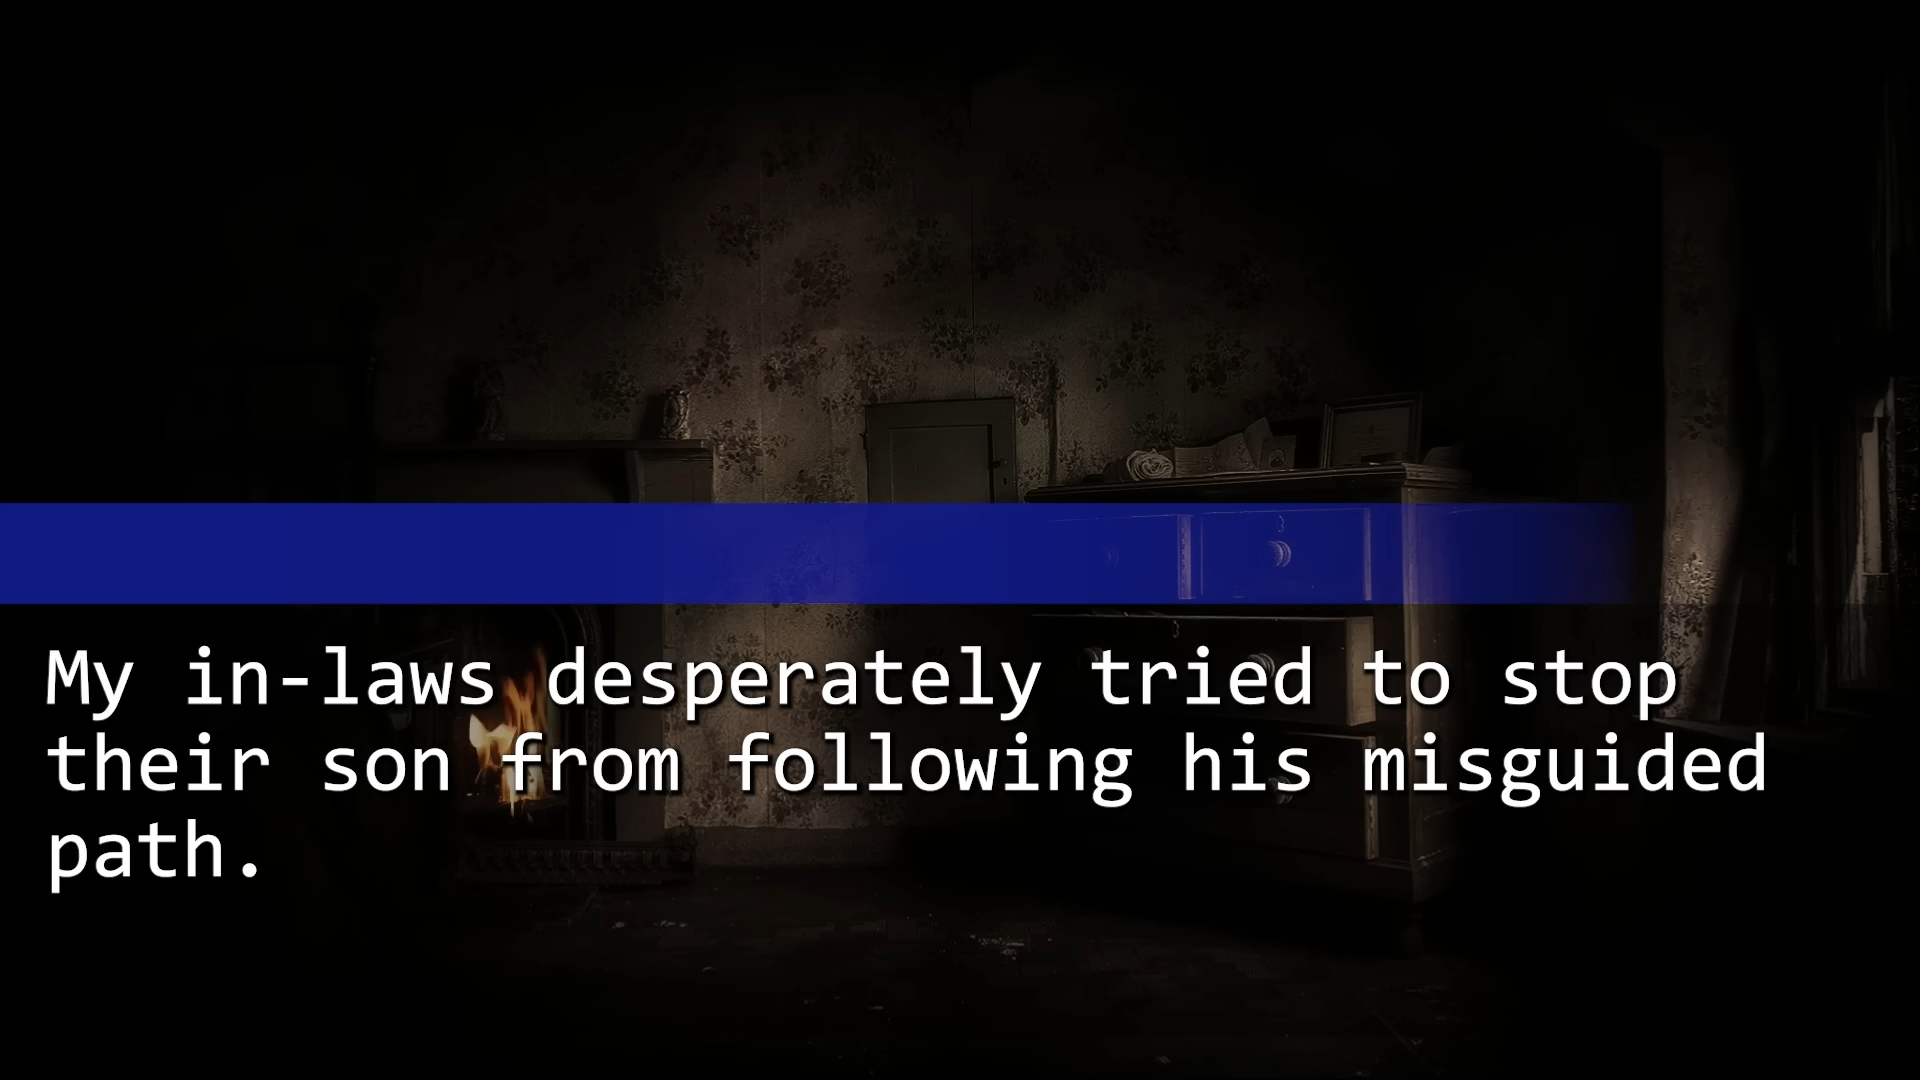 My in-laws desperately tried to stop
their son from following his misguided
path.